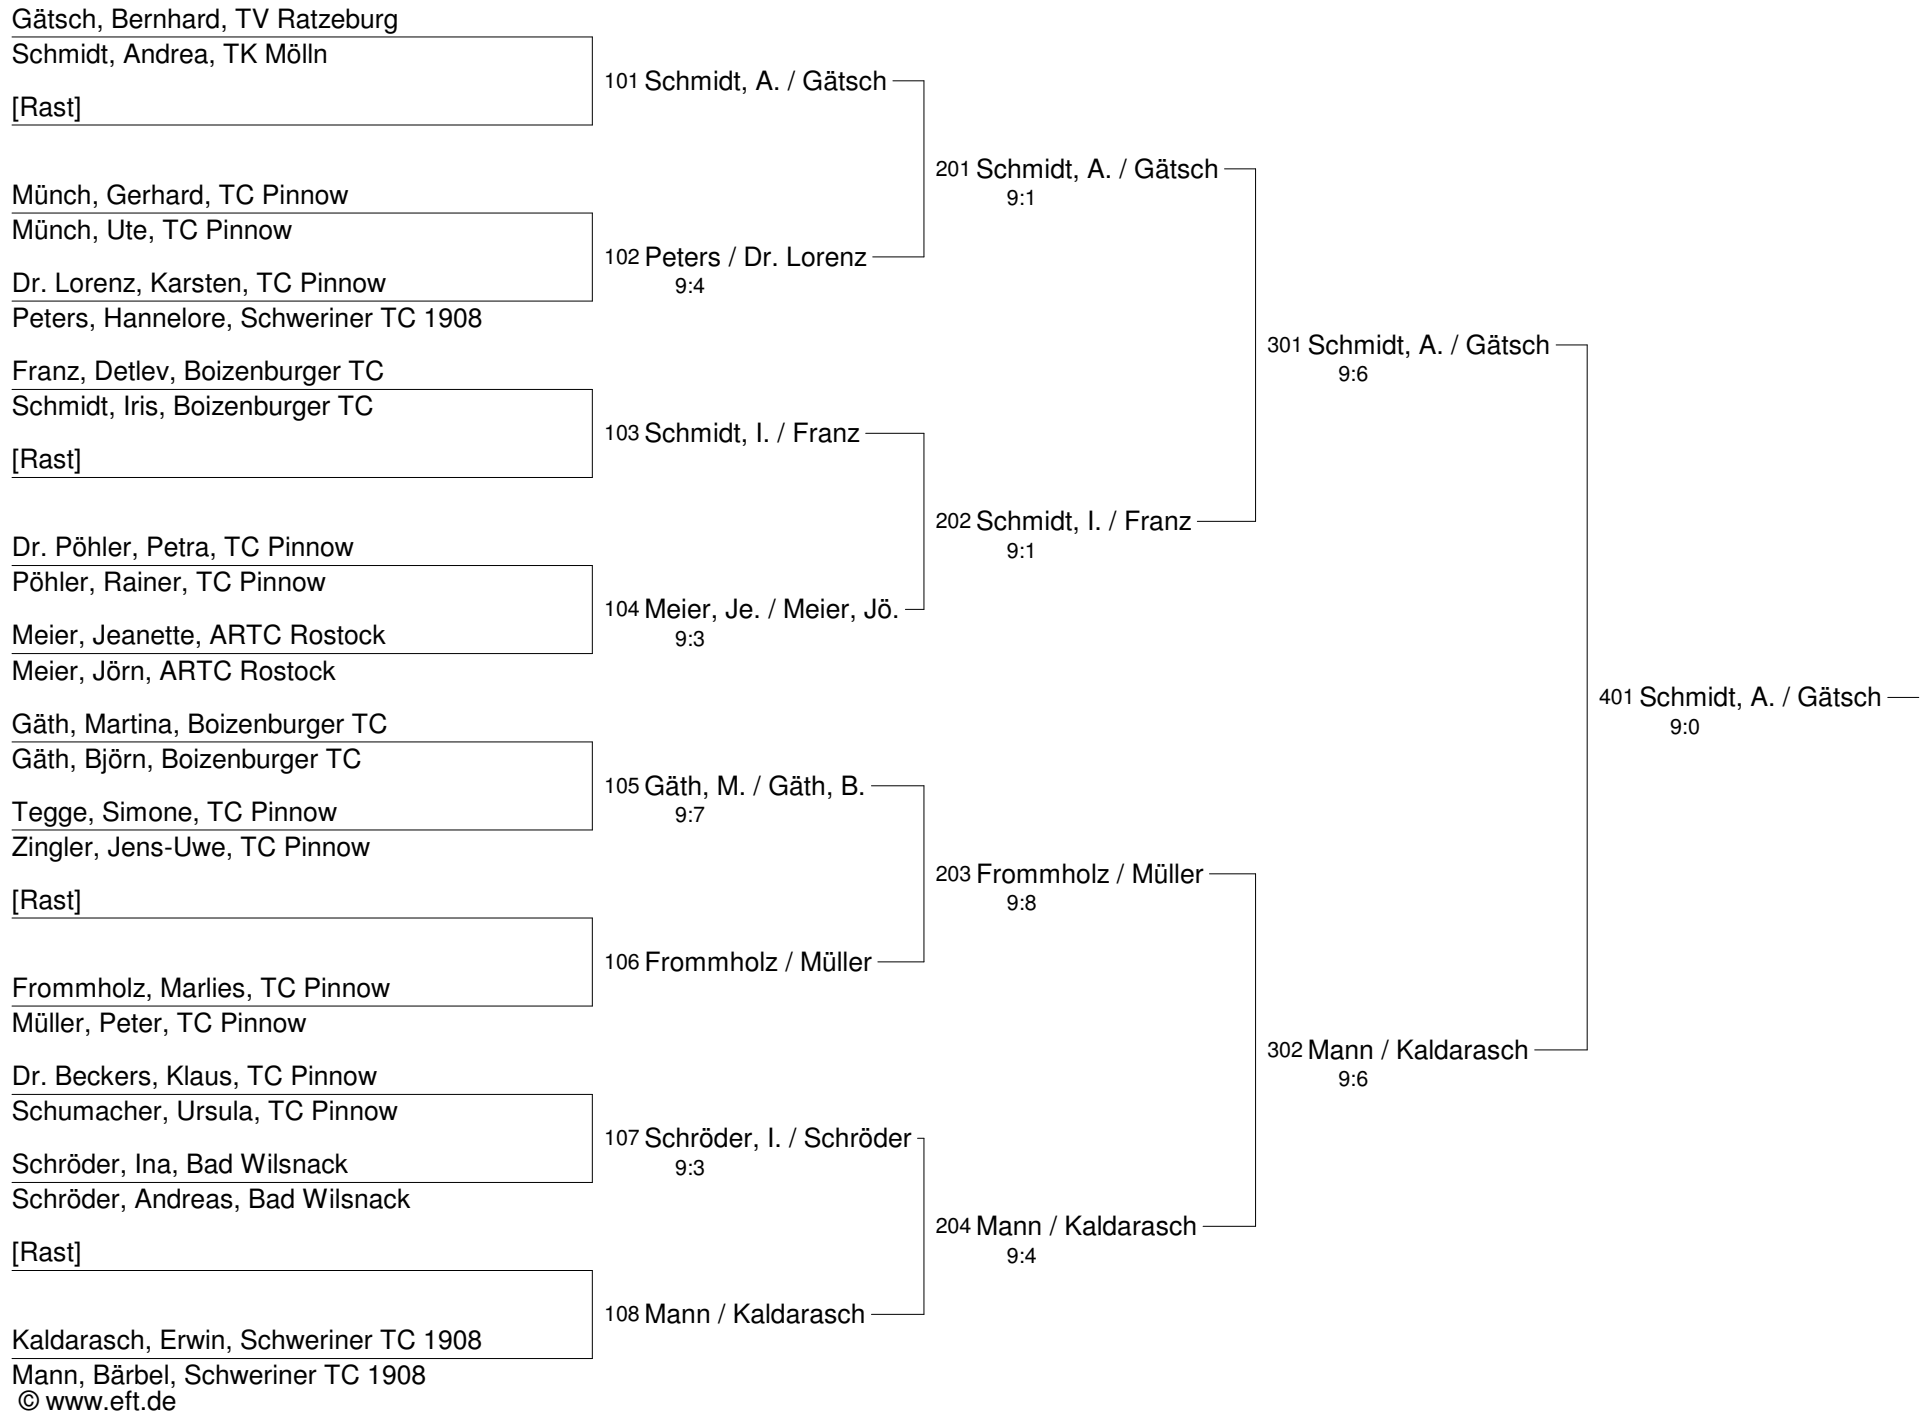 Gätsch, Bernhard, TV Ratzeburg
Schmidt, Andrea, TK Mölln
[Rast]
Münch, Gerhard, TC Pinnow
Münch, Ute, TC Pinnow
Dr. Lorenz, Karsten, TC Pinnow
Peters, Hannelore, Schweriner TC 1908
Franz, Detlev, Boizenburger TC
Schmidt, Iris, Boizenburger TC
[Rast]
Dr. Pöhler, Petra, TC Pinnow
Pöhler, Rainer, TC Pinnow
Meier, Jeanette, ARTC Rostock
Meier, Jörn, ARTC Rostock
Gäth, Martina, Boizenburger TC
Gäth, Björn, Boizenburger TC
Tegge, Simone, TC Pinnow
Zingler, Jens-Uwe, TC Pinnow
[Rast]
Frommholz, Marlies, TC Pinnow
Müller, Peter, TC Pinnow
Dr. Beckers, Klaus, TC Pinnow
Schumacher, Ursula, TC Pinnow
Schröder, Ina, Bad Wilsnack
Schröder, Andreas, Bad Wilsnack
[Rast]
Kaldarasch, Erwin, Schweriner TC 1908
Mann, Bärbel, Schweriner TC 1908
© www.eft.de
101 Schmidt, A. / Gätsch
102 Peters / Dr. Lorenz
9:4
103 Schmidt, I. / Franz
104 Meier, Je. / Meier, Jö.
9:3
105 Gäth, M. / Gäth, B.
9:7
106 Frommholz / Müller
107 Schröder, I. / Schröder
9:3
108 Mann / Kaldarasch
201 Schmidt, A. / Gätsch
9:1
202 Schmidt, I. / Franz
9:1
203 Frommholz / Müller
9:8
204 Mann / Kaldarasch
9:4
301 Schmidt, A. / Gätsch
9:6
302 Mann / Kaldarasch
9:6
401 Schmidt, A. / Gätsch
9:0